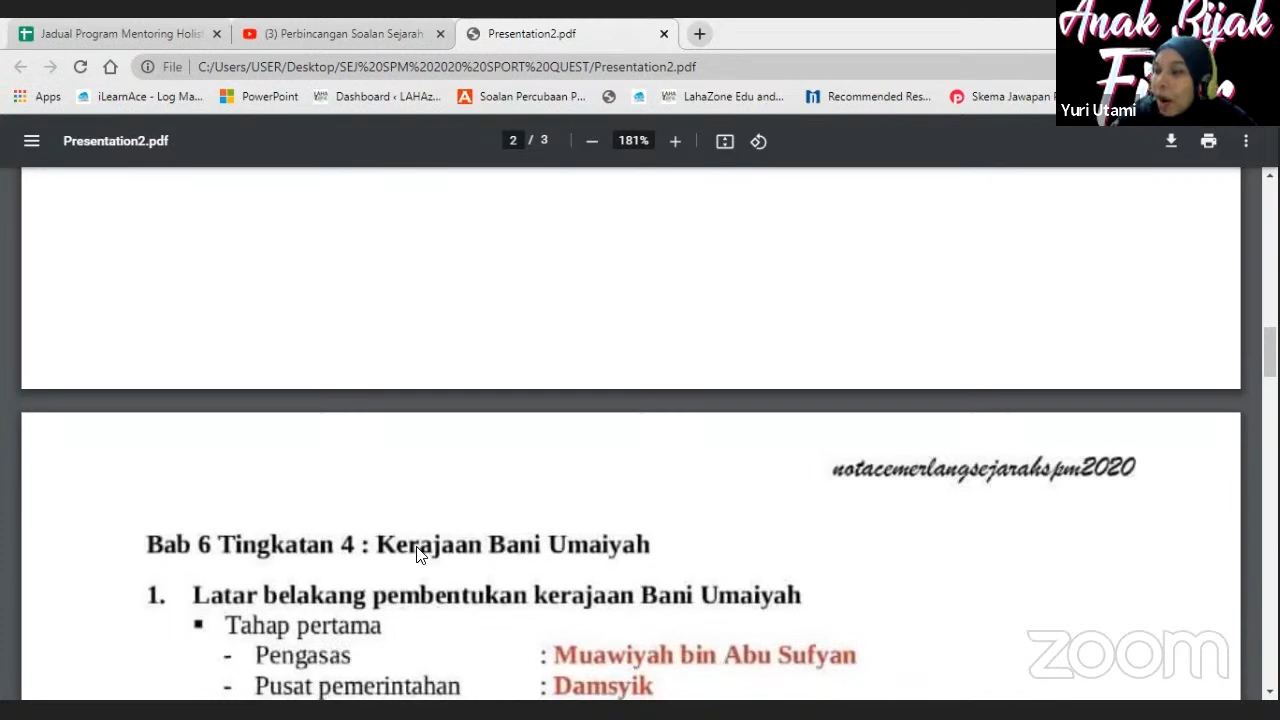 Jadual Program Mentoring Holist
(3) Perbincangan Soalan Sejarah
Presentation2.pdf
File
C:/Users/USER/Desktop/SEJ%20SPM%202020%20SPORT%20QUEST/Presentation2.pdf
Apps
iLearnAce - Log Ma...
PowerPoint
Dashboard ‹ LAHAz...
Soalan Percubaan P...
LahaZone Edu and...
Recommended Res...
Skema Jawapan
Anak Bijak
Yuri Utami
Presentation2.pdf
2 / 3
181%
notacemerlangsejarahspm2020
Bab 6 Tingkatan 4 : Kerajaan Bani Umaiyah
1. Latar belakang pembentukan kerajaan Bani Umaiyah
▪ Tahap pertama
- Pengasas : Muawiyah bin Abu Sufyan
- Pusat pemerintahan : Damsyik
zoom